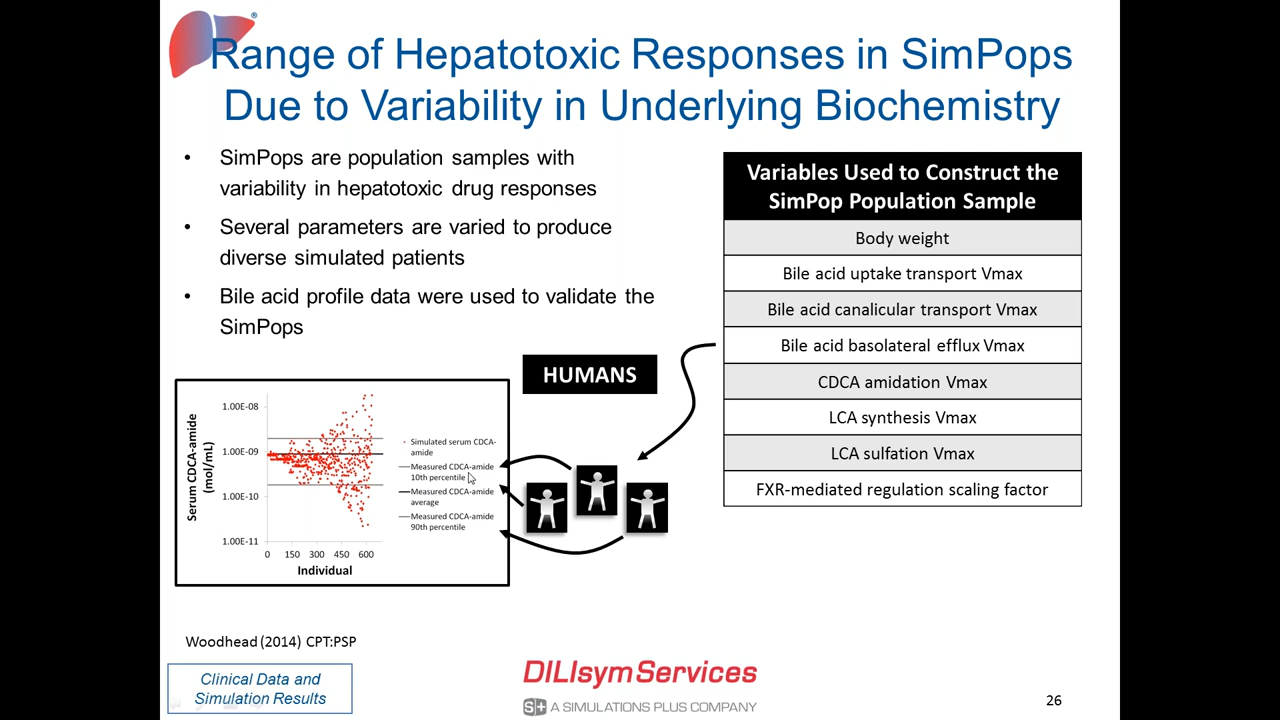 Range of Hepatotoxic Responses in SimPops
Due to Variability in Underlying Biochemistry
• SimPops are population samples with
variability in hepatotoxic drug responses
• Several parameters are varied to produce
diverse simulated patients
• Bile acid profile data were used to validate the
SimPops
Variables Used to Construct the
SimPop Population Sample
Body weight
Bile acid uptake transport Vmax
Bile acid canalicular transport Vmax
Bile acid basolateral efflux Vmax
CDCA amidation Vmax
LCA synthesis Vmax
LCA sulfation Vmax
FXR-mediated regulation scaling factor
HUMANS
Serum CDCA-amide
(mol/mL)
1.00E-08
1.00E-09
1.00E-10
1.00E-11
0 150 300 450 600
Individual
Simulated serum CDCA-
amide
Measured CDCA-amide
10th percentile
Measured CDCA-amide
average
Measured CDCA-amide
90th percentile
Woodhead (2014) CPT:PSP
Clinical Data and
Simulation Results
DILIsym Services
S+ A SIMULATIONS PLUS COMPANY
26